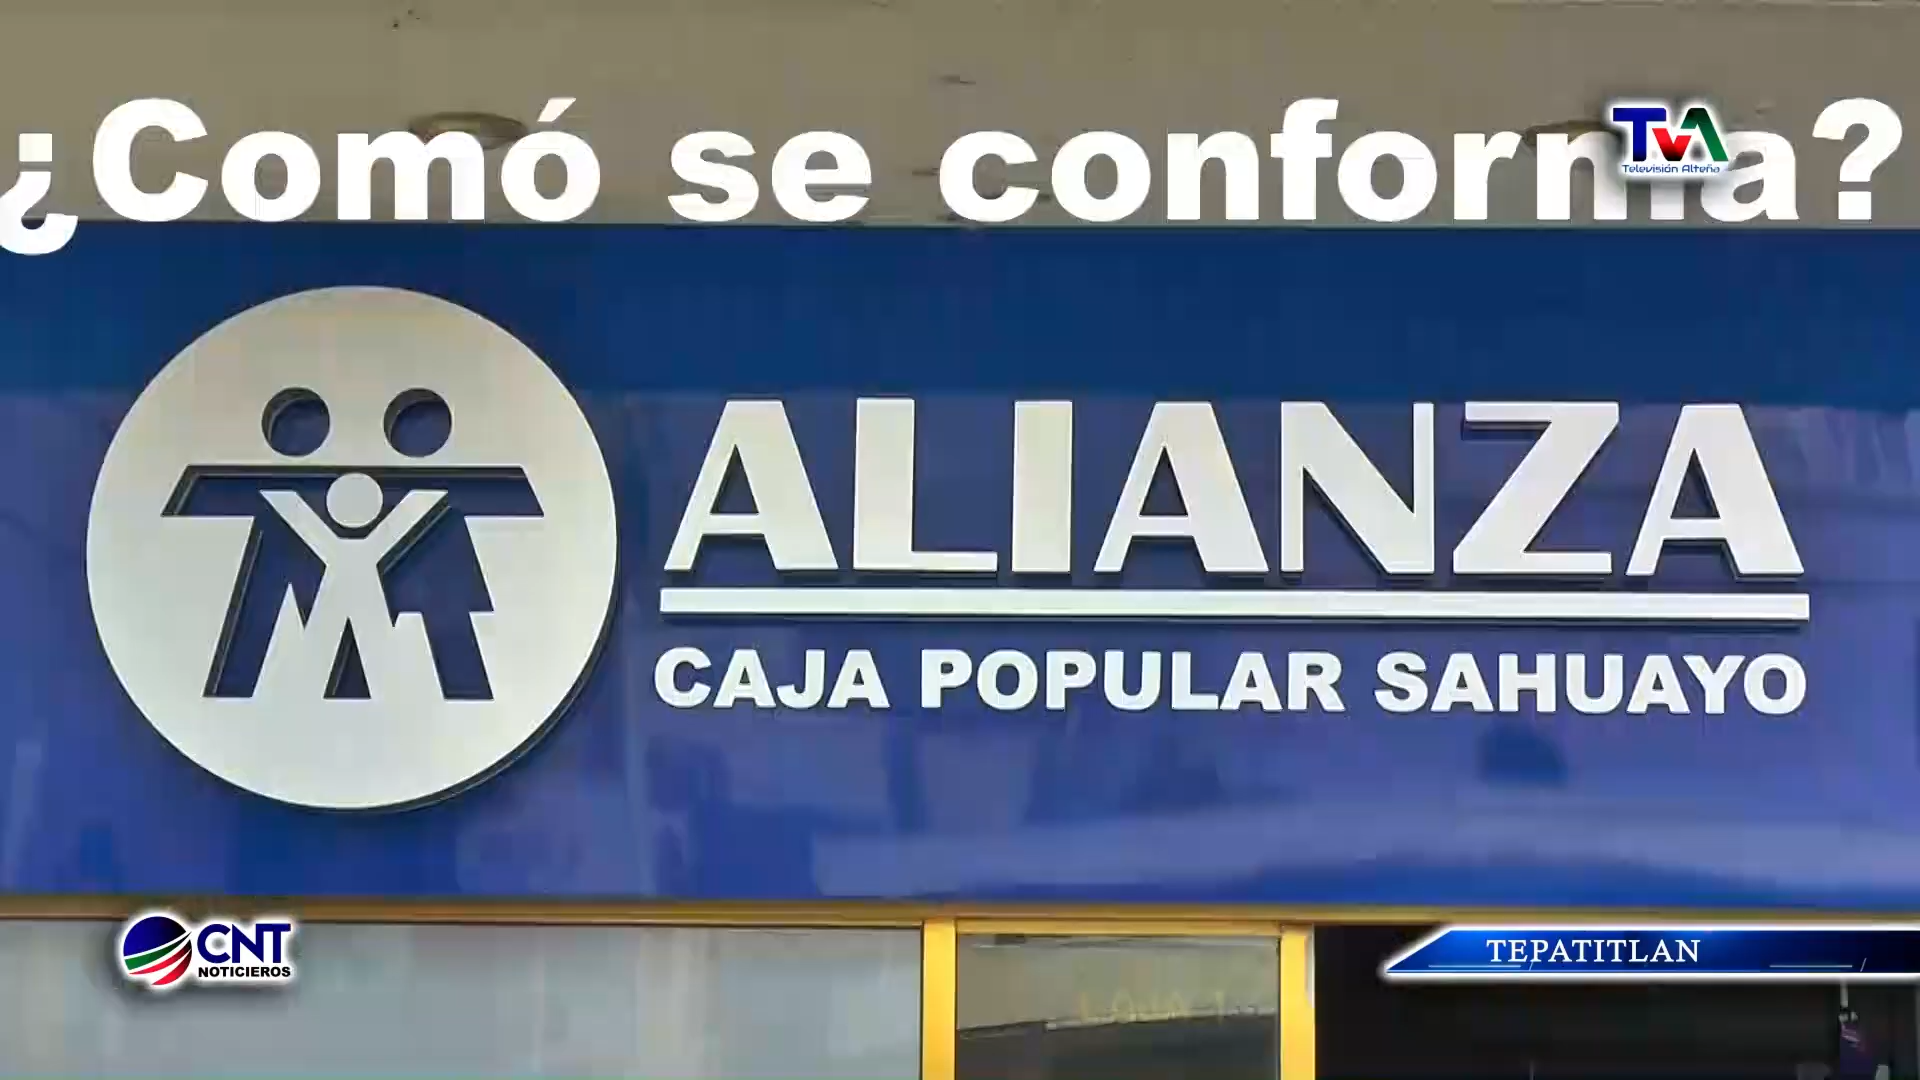 ¿Comó se conforma?
TVA
Televisión Alteña
ALIANZA
CAJA POPULAR SAHUAYO
CNT
NOTICIEROS
TEPATITLAN